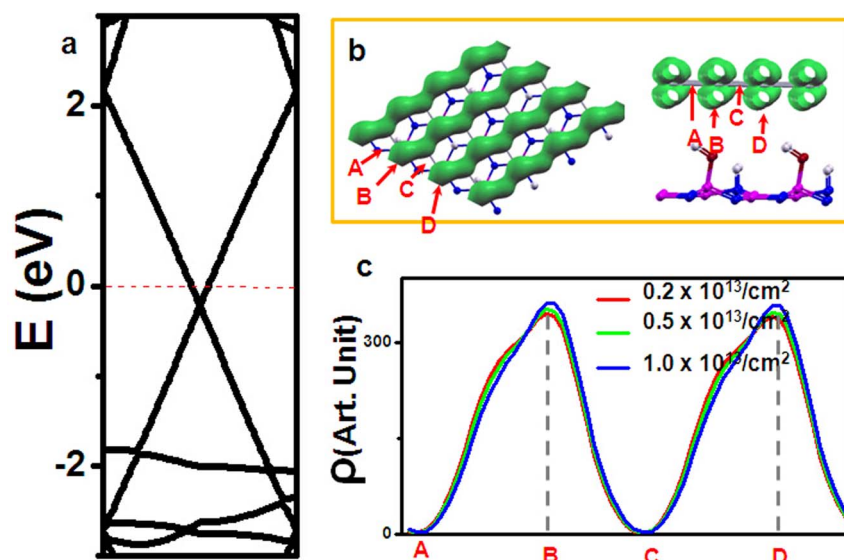 a
E (eV)
2
0
-2
b
A
B
C
D
A
B
C
D
c
ρ(Art. Unit)
300
0
0.2 x 10¹³/cm²
0.5 x 10¹³/cm²
1.0 x 10¹³/cm²
A
B
C
D